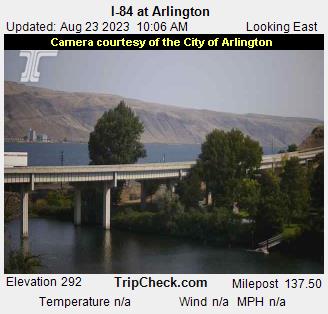 I-84 at Arlington
Updated: Aug 23 2023 10:06 AM Looking East
Camera courtesy of the City of Arlington
Elevation 292 TripCheck.com Milepost 137.50
Temperature n/a Wind n/a MPH n/a